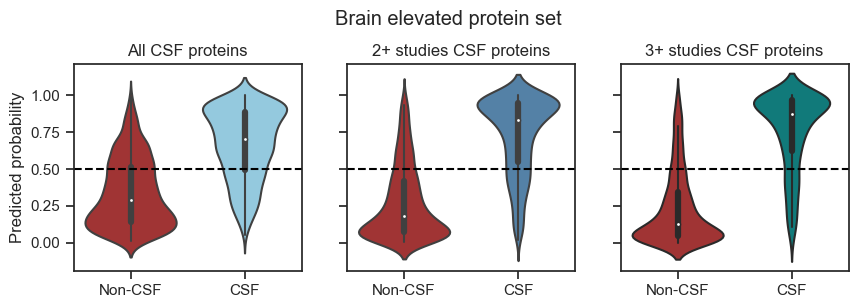 Brain elevated protein set
All CSF proteins
2+ studies CSF proteins
3+ studies CSF proteins
Predicted probability
1.00
0.75
0.50
0.25
0.00
Non-CSF
CSF
Non-CSF
CSF
Non-CSF
CSF